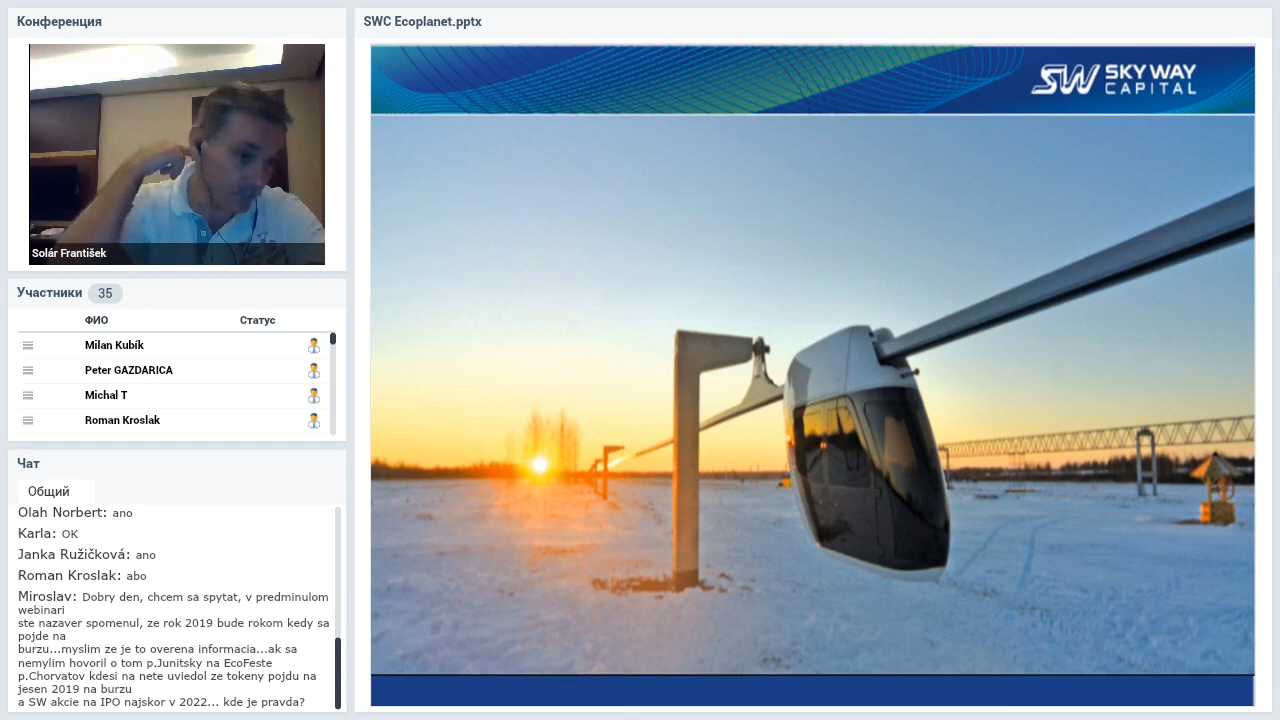 Конференция
Solár František
Участники 35
ФИО Статус
Milan Kubík
Peter GAZDARICA
Michal T
Roman Kroslak
Чат
Общий
Olah Norbert: ano
Karla: OK
Janka Ružičková: ano
Roman Kroslak: abo
Miroslav: Dobry den, chcem sa spytat, v predminulom
webinari
ste nazaver spomenul, ze rok 2019 bude rokom kedy sa
pojde na
burzu...myslim ze je to overena informacia...ak sa
nemylim hovoril o tom p.Junitsky na EcoFeste
p.Chorvatov kdesi na nete uviedol ze tokeny pojdu na
jesen 2019 na burzu
a SW akcie na IPO najskor v 2022... kde je pravda?
SWC Ecoplanet.pptx
SW SKY WAY
CAPITAL